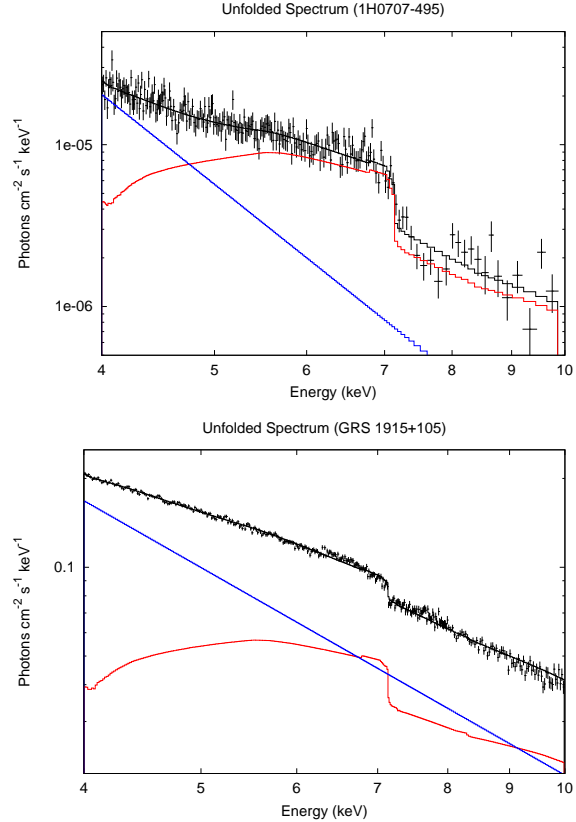 Unfolded Spectrum (1H0707-495)
1e-05
1e-06
Photons cm-2 s-1 keV-1
4 5 6 7 8 9 10
Energy (keV)
Unfolded Spectrum (GRS 1915+105)
0.1
Photons cm-2 s-1 keV-1
4 5 6 7 8 9 10
Energy (keV)